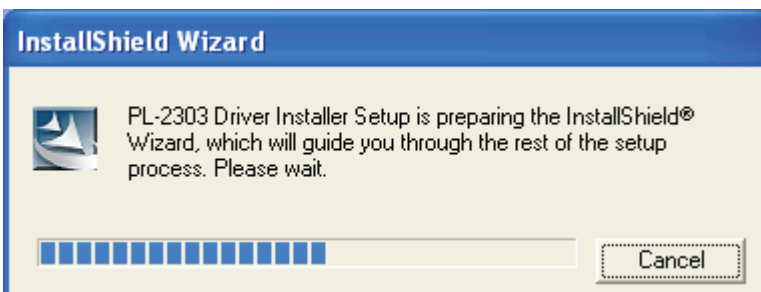 InstallShield Wizard
PL-2303 Driver Installer Setup is preparing the InstallShield®
Wizard, which will guide you through the rest of the setup
process. Please wait.
Cancel